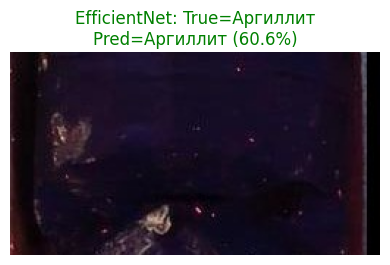 EfficientNet: True=Аргиллит
Pred=Аргиллит (60.6%)